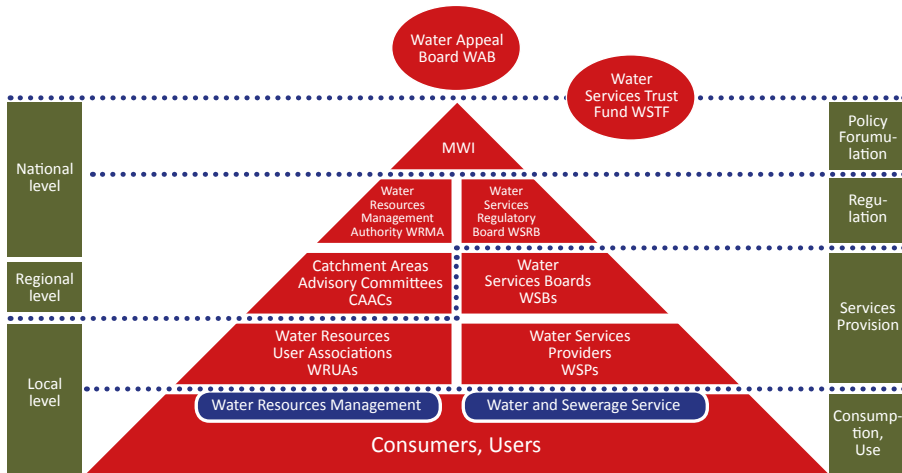 Water Appeal
Board WAB
Water
Services Trust
Fund WSTF
National
level
Regional
level
Local
level
MWI
Water
Resources
Management
Authority WRMA
Water
Services
Regulatory
Board WSRB
Catchment Areas
Advisory Committees
CAACs
Water
Services Boards
WSBs
Water Resources
User Associations
WRUAs
Water Services
Providers
WSPs
Water Resources Management
Water and Sewerage Service
Consumers, Users
Policy
Forumu-
lation
Regu-
lation
Services
Provision
Consump-
tion,
Use